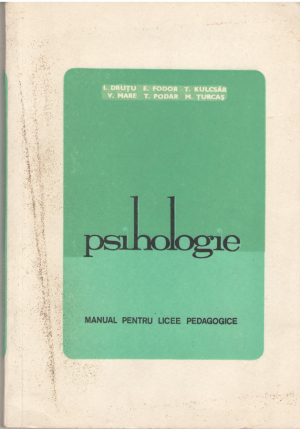 I. DRUȚU E. FODOR T. KULCSÁR
V. MARE T. PODAR M. ȚURCAȘ
psihologie
MANUAL PENTRU LICEE PEDAGOGICE